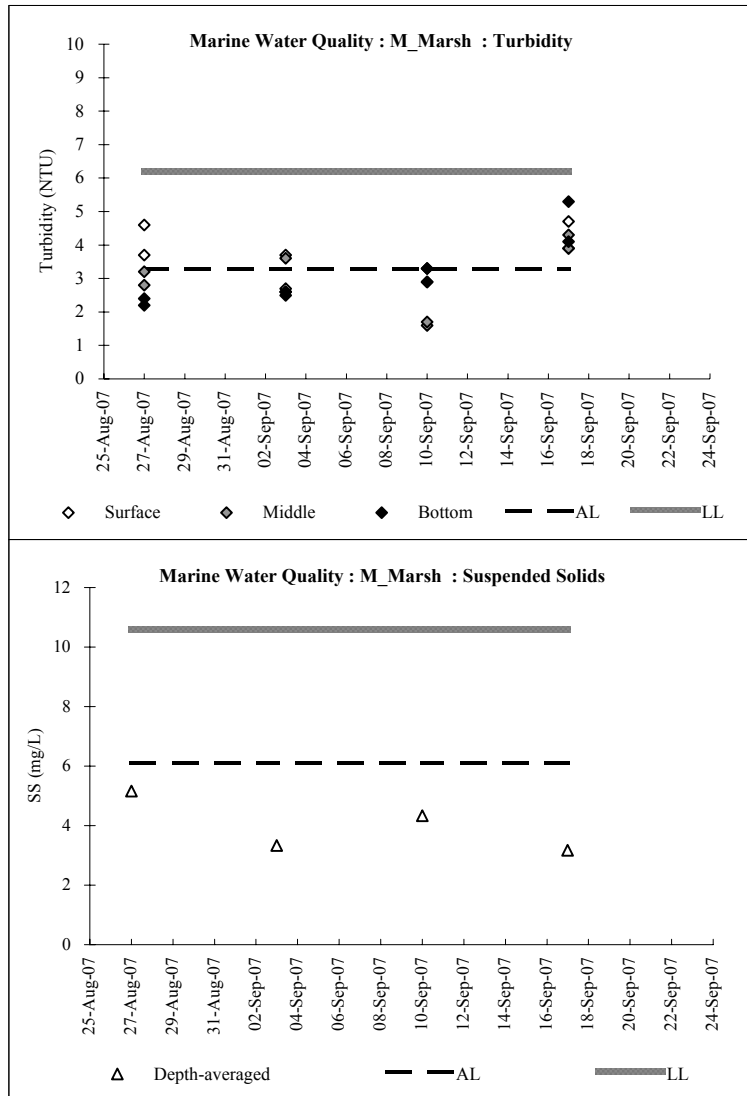 Marine Water Quality : M_Marsh : Turbidity
10
9
8
7
6
5
4
3
2
1
0
Turbidity (NTU)
25-Aug-07
27-Aug-07
29-Aug-07
31-Aug-07
02-Sep-07
04-Sep-07
06-Sep-07
08-Sep-07
10-Sep-07
12-Sep-07
14-Sep-07
16-Sep-07
18-Sep-07
20-Sep-07
22-Sep-07
24-Sep-07
Surface Middle Bottom AL LL
Marine Water Quality : M_Marsh : Suspended Solids
12
10
8
6
4
2
0
SS (mg/L)
25-Aug-07
27-Aug-07
29-Aug-07
31-Aug-07
02-Sep-07
04-Sep-07
06-Sep-07
08-Sep-07
10-Sep-07
12-Sep-07
14-Sep-07
16-Sep-07
18-Sep-07
20-Sep-07
22-Sep-07
24-Sep-07
Depth-averaged AL LL